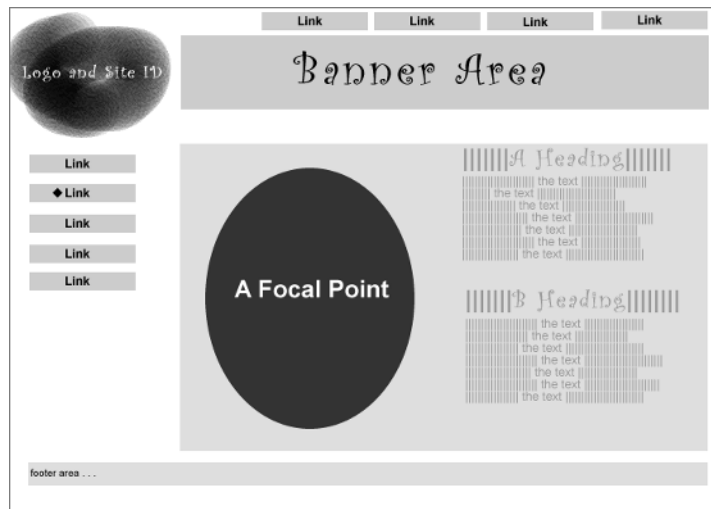 Link Link Link Link
Logo and Site ID
Banner Area
Link
Link
Link
Link
Link
A Focal Point
A Heading
the text
the text
the text
the text
the text
the text
the text
B Heading
the text
the text
the text
the text
the text
the text
the text
footer area . . .